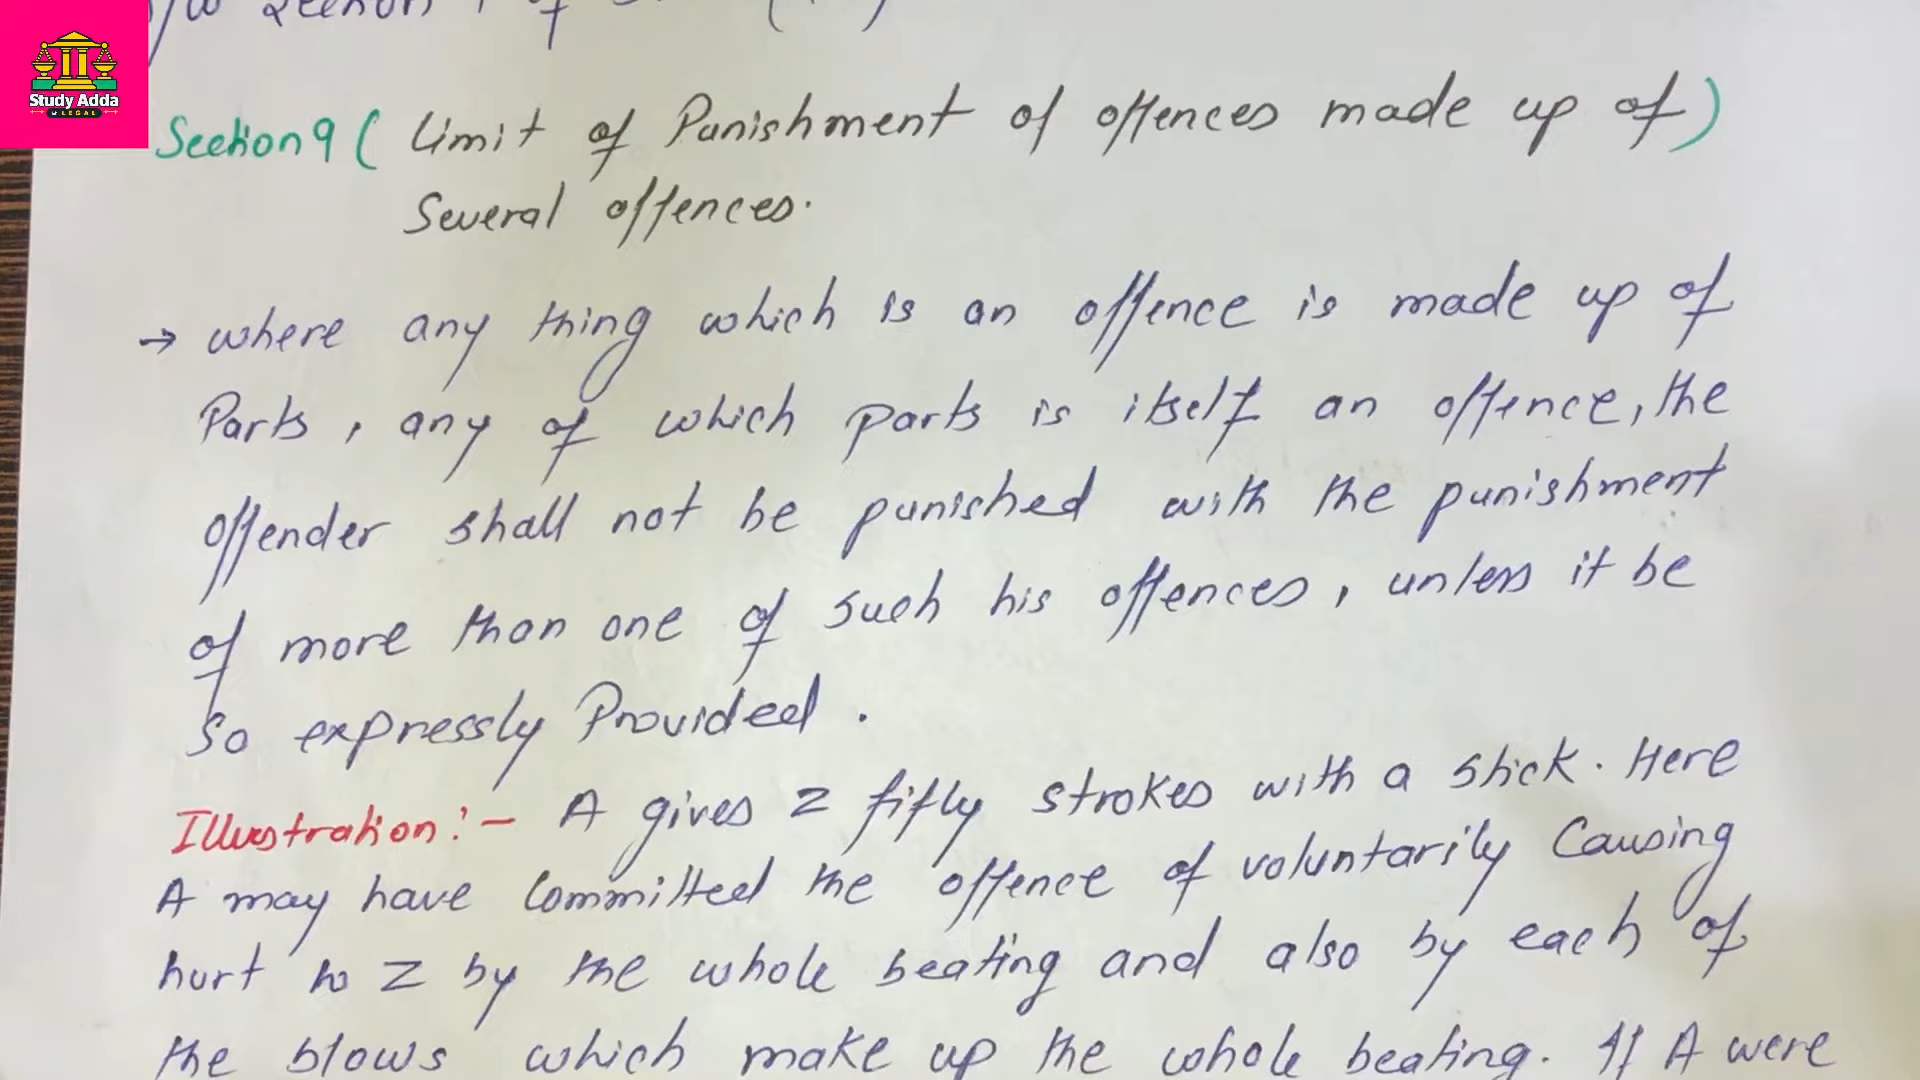 Study Adda
LEGAL
Section 9 ( Limit of Punishment of offences made up of )
Several offences.
→ where any thing which is an offence is made up of
Parts, any of which parts is itself an offence, the
offender shall not be punished with the punishment
of more than one of such his offences, unless it be
so expressly Provided.
Illustration:- A gives Z fifty strokes with a stick. Here
A may have Committed the offence of voluntarily Causing
hurt to Z by the whole beating and also by each of
the blows which make up the whole beating. If A were